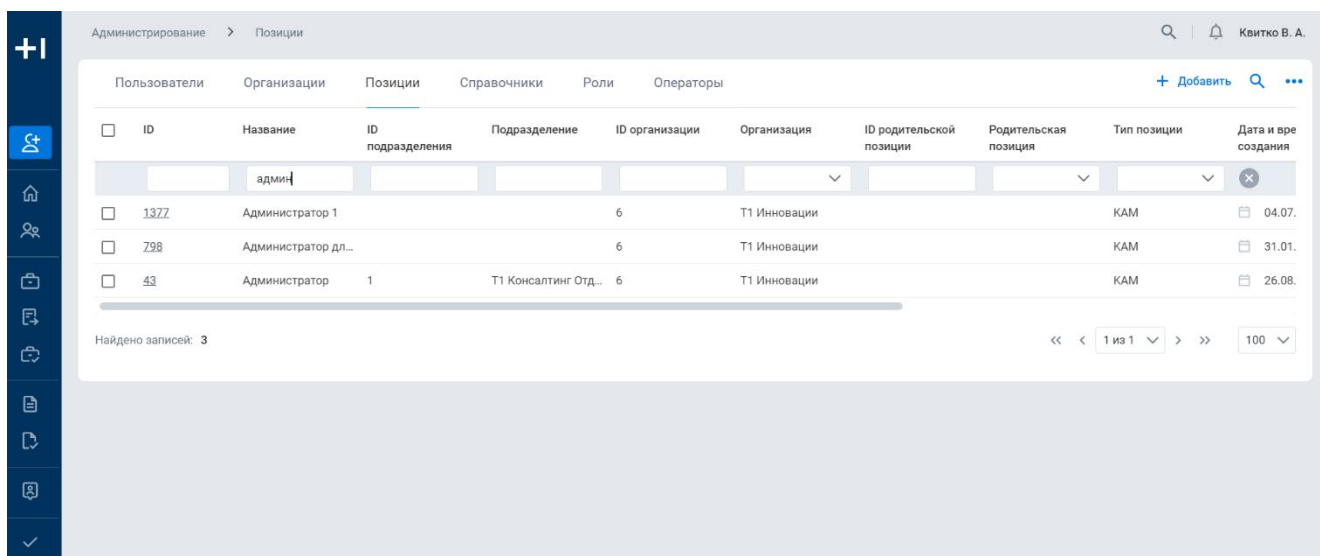 Администрирование > Позиции Квитко В. А.
Пользователи Организации Позиции Справочники Роли Операторы + Добавить
ID Название ID подразделения Подразделение ID организации Организация ID родительской позиции Родительская позиция Тип позиции Дата и вре создания
админ
1377 Администратор 1 6 Т1 Инновации КАМ 04.07.
798 Администратор дл... 6 Т1 Инновации КАМ 31.01.
43 Администратор 1 Т1 Консалтинг Отд... 6 Т1 Инновации КАМ 26.08.
Найдено записей: 3 1 из 1 100